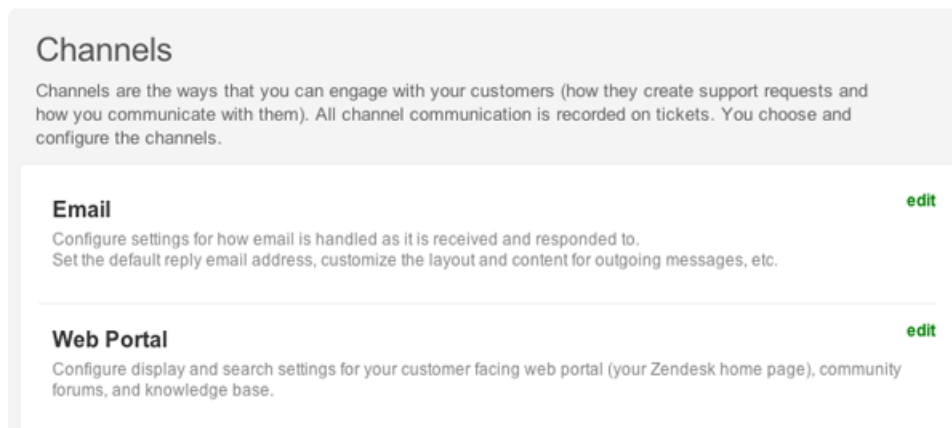 Channels
Channels are the ways that you can engage with your customers (how they create support requests and
how you communicate with them). All channel communication is recorded on tickets. You choose and
configure the channels.
Email
edit
Configure settings for how email is handled as it is received and responded to.
Set the default reply email address, customize the layout and content for outgoing messages, etc.
Web Portal
edit
Configure display and search settings for your customer facing web portal (your Zendesk home page), community
forums, and knowledge base.